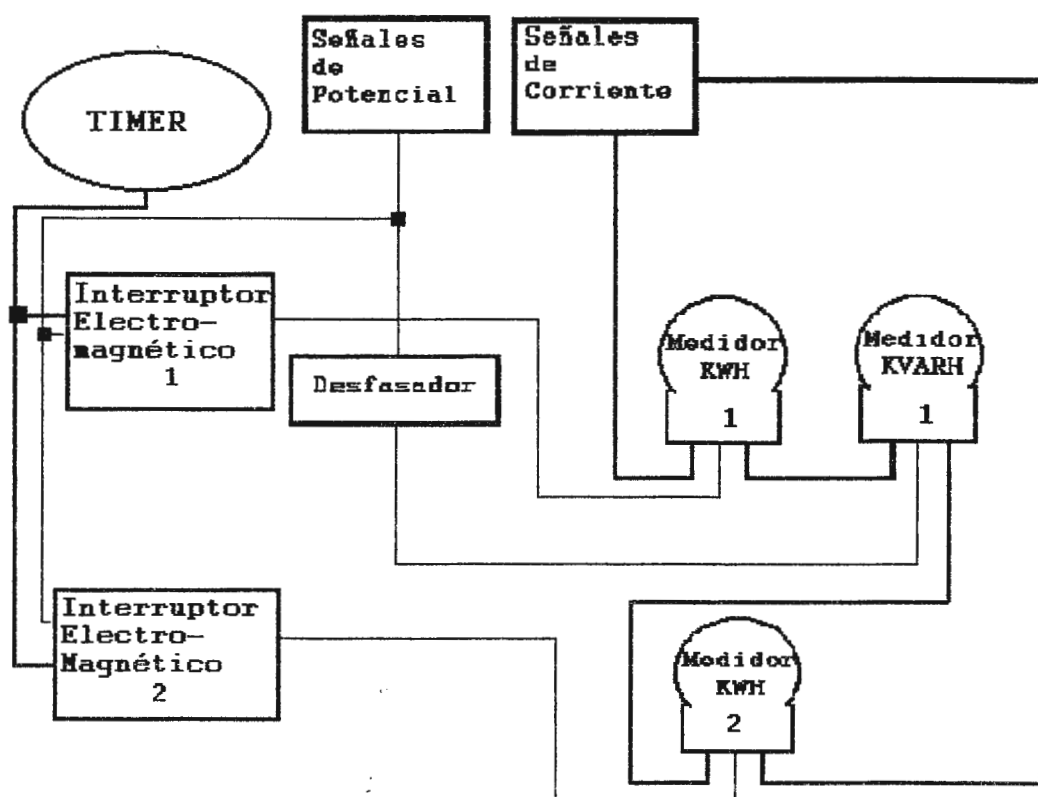 TIMER
Señales
de
Potencial
Señales
de
Corriente
Interruptor
Electro-
magnético
1
Desfasador
Medidor
KWH
1
Medidor
KVARH
1
Interruptor
Electro-
Magnético
2
Medidor
KWH
2